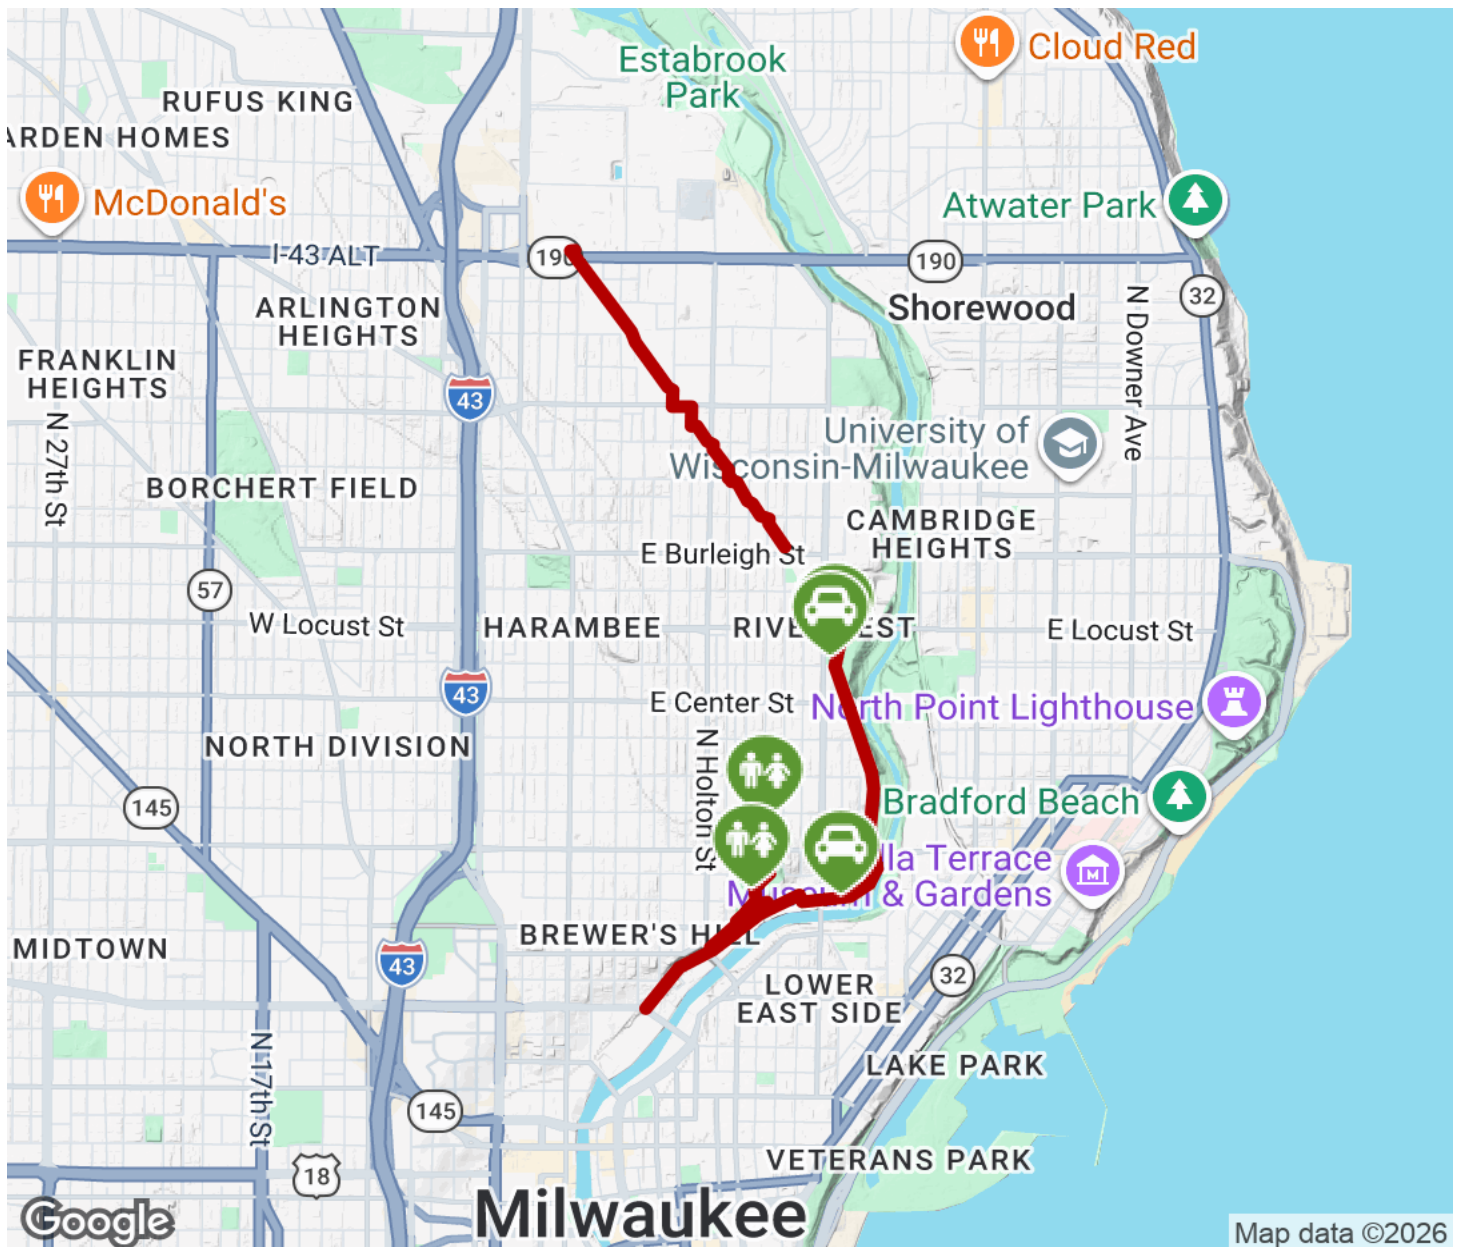 Estabrook
Park
Cloud Red
RUFUS KING
ARDEN HOMES
McDonald's
Atwater Park
I-43 ALT
190
190
32
ARLINGTON
HEIGHTS
Shorewood
N Downer Ave
FRANKLIN
HEIGHTS
43
N 27th St
University of
Wisconsin-Milwaukee
BORCHERT FIELD
CAMBRIDGE
HEIGHTS
E Burleigh St
57
W Locust St
HARAMBEE
E Locust St
43
E Center St
North Point Lighthouse
NORTH DIVISION
N Holton St
145
Bradford Beach
lla Terrace
Museum & Gardens
M
BREWER'S HILL
MIDTOWN
43
32
LOWER
EAST SIDE
N 17th St
LAKE PARK
145
VETERANS PARK
18
Milwaukee
Google
Map data ©2026